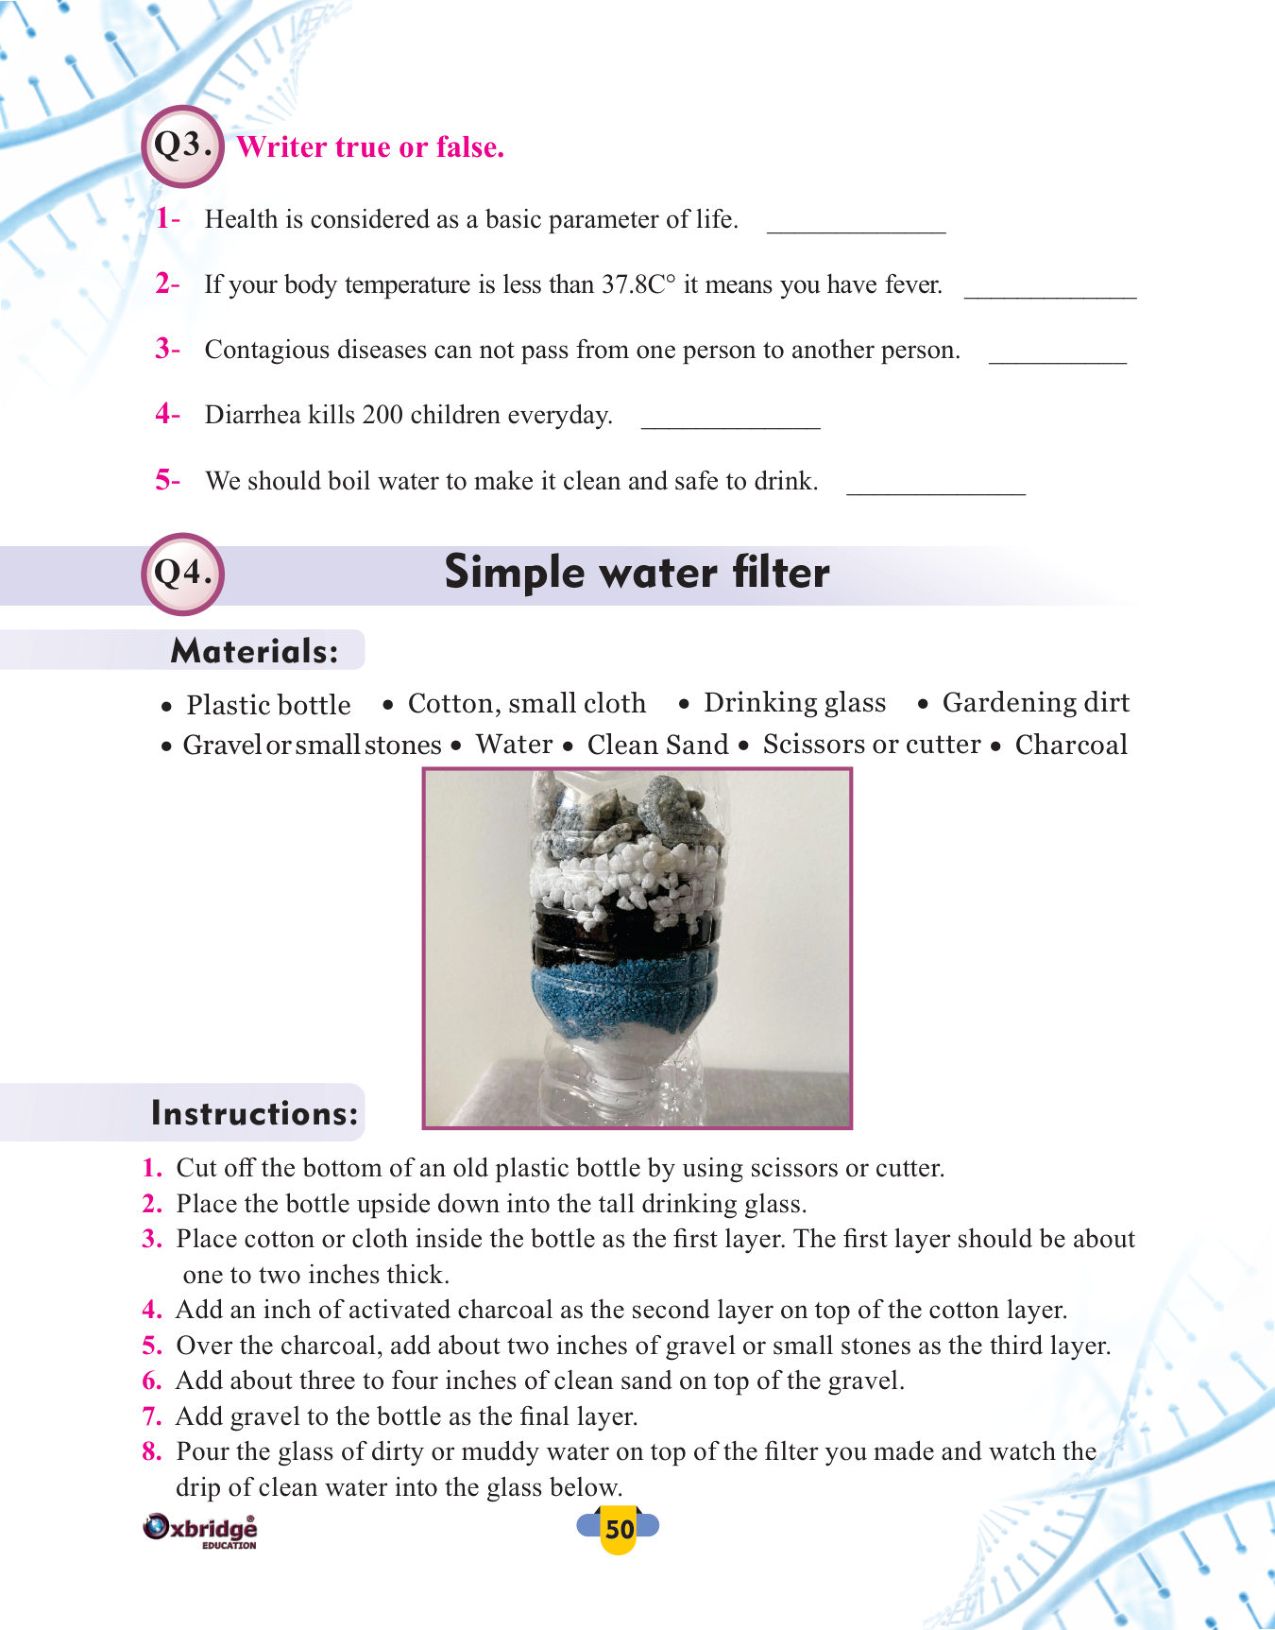 Q3. Writer true or false.
1- Health is considered as a basic parameter of life. _____________
2- If your body temperature is less than 37.8C° it means you have fever. _____________
3- Contagious diseases can not pass from one person to another person. __________
4- Diarrhea kills 200 children everyday. _____________
5- We should boil water to make it clean and safe to drink. _____________
Q4. Simple water filter
Materials:
• Plastic bottle • Cotton, small cloth • Drinking glass • Gardening dirt
• Gravel or small stones • Water • Clean Sand • Scissors or cutter • Charcoal
Instructions:
1. Cut off the bottom of an old plastic bottle by using scissors or cutter.
2. Place the bottle upside down into the tall drinking glass.
3. Place cotton or cloth inside the bottle as the first layer. The first layer should be about
one to two inches thick.
4. Add an inch of activated charcoal as the second layer on top of the cotton layer.
5. Over the charcoal, add about two inches of gravel or small stones as the third layer.
6. Add about three to four inches of clean sand on top of the gravel.
7. Add gravel to the bottle as the final layer.
8. Pour the glass of dirty or muddy water on top of the filter you made and watch the
drip of clean water into the glass below.
Oxbridge®
EDUCATION
50